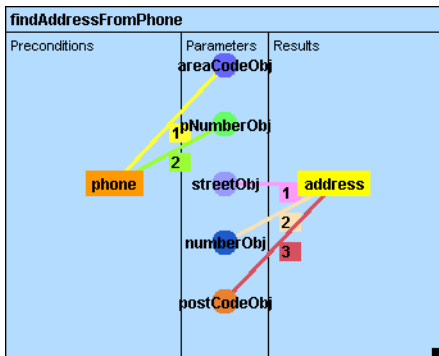 findAddressFromPhone
Preconditions
Parameters
Results
areaCodeObj
1
pNumberObj
2
phone
streetObj
1
address
2
numberObj
3
postCodeObj